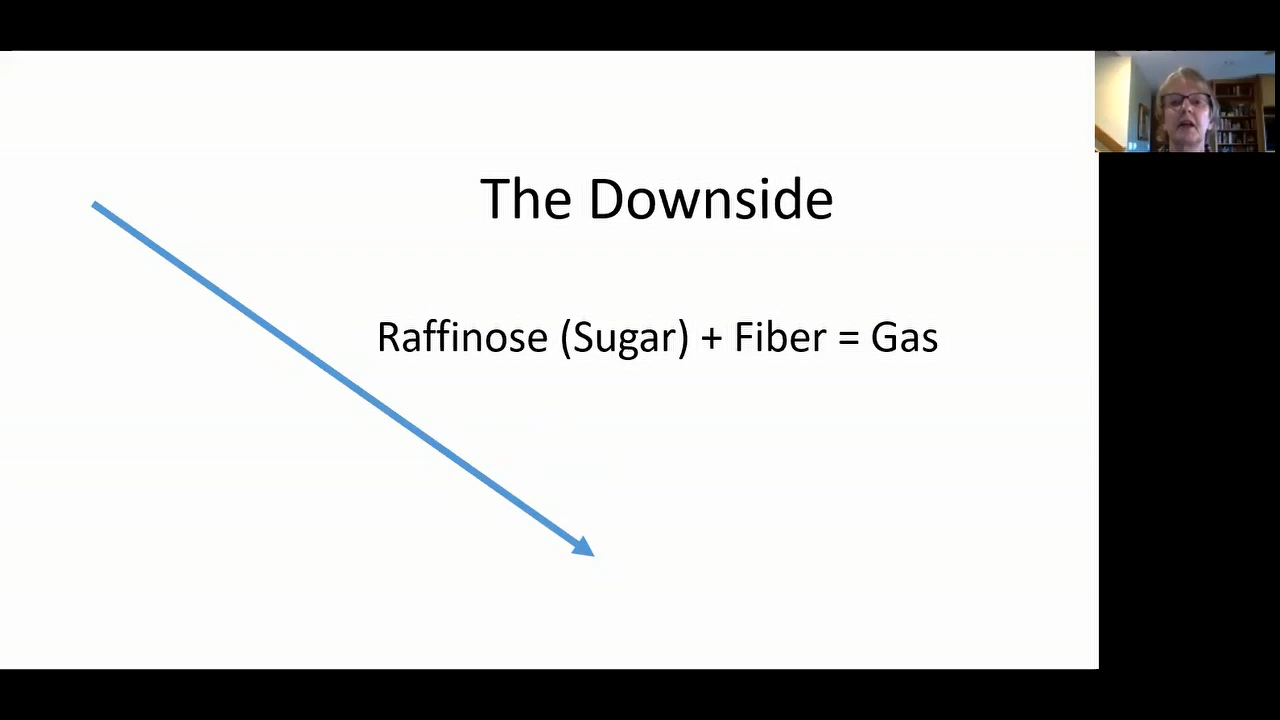 The Downside
Raffinose (Sugar) + Fiber = Gas